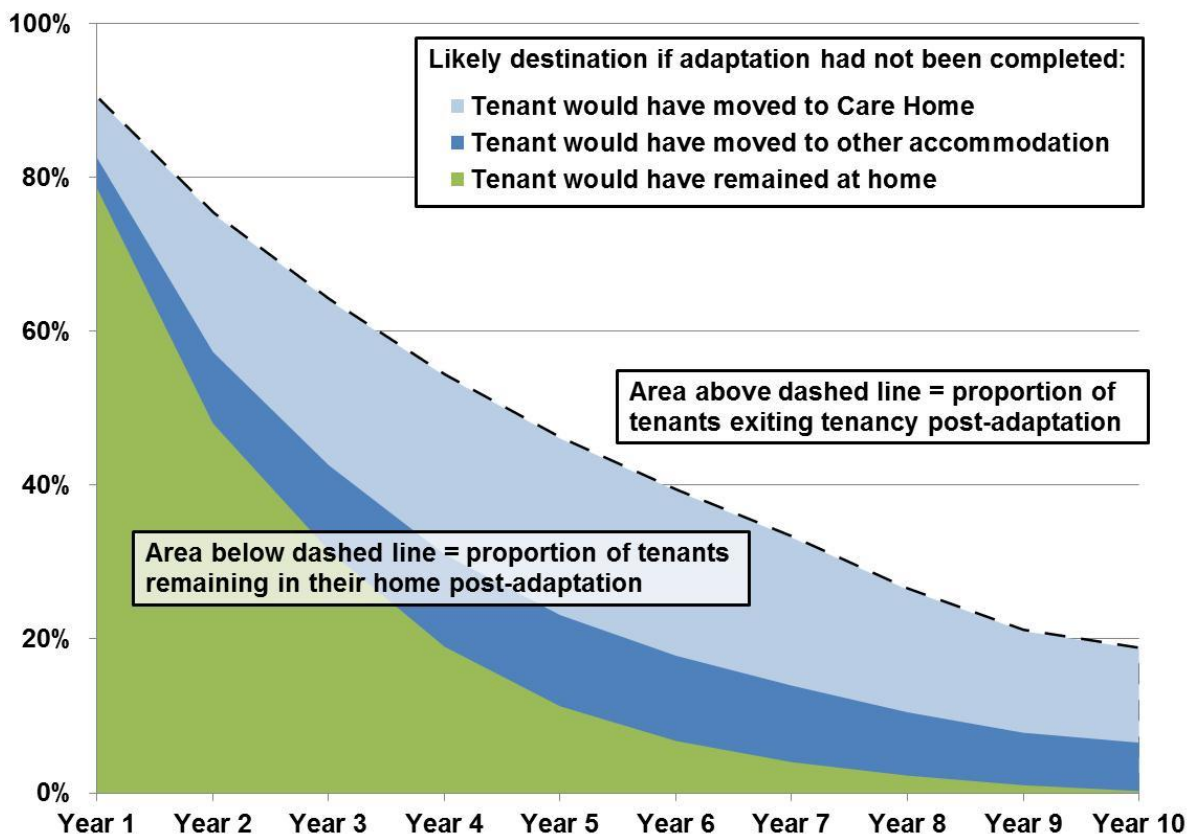 100%
Likely destination if adaptation had not been completed:
Tenant would have moved to Care Home
Tenant would have moved to other accommodation
Tenant would have remained at home
80%
60%
Area above dashed line = proportion of
tenants exiting tenancy post-adaptation
40%
Area below dashed line = proportion of tenants
remaining in their home post-adaptation
20%
0%
Year 1 Year 2 Year 3 Year 4 Year 5 Year 6 Year 7 Year 8 Year 9 Year 10